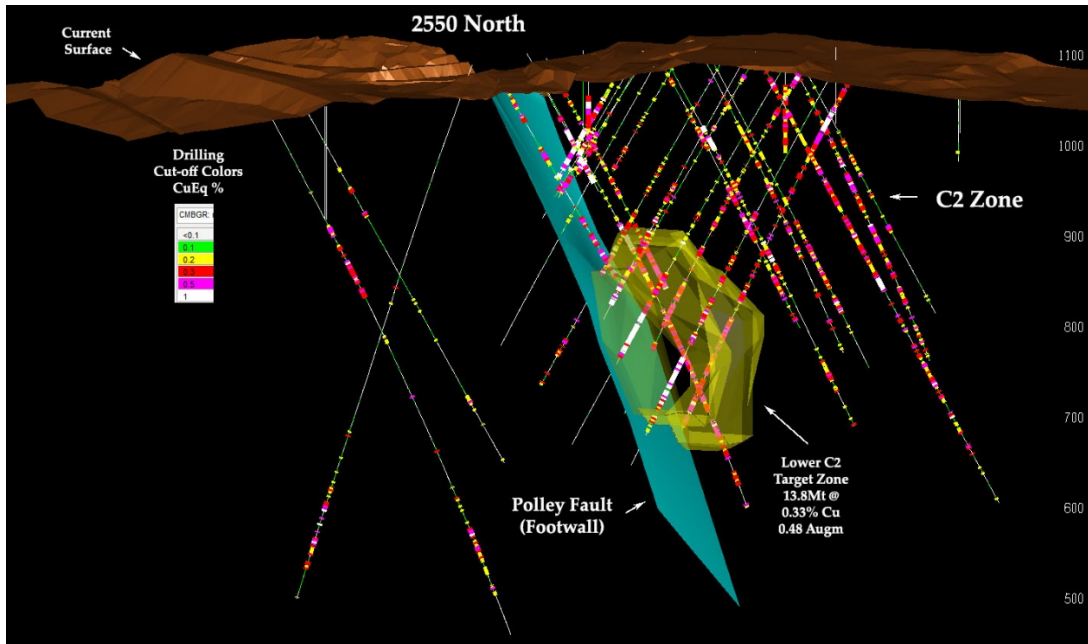 2550 North
Current
Surface
1100
1000
900
800
700
600
500
Drilling
Cut-off Colors
CuEq %
CMBGR:
<0.1
0.1
0.2
0.3
0.5
1
C2 Zone
Polley Fault
(Footwall)
Lower C2
Target Zone
13.8Mt @
0.33% Cu
0.48 Augm